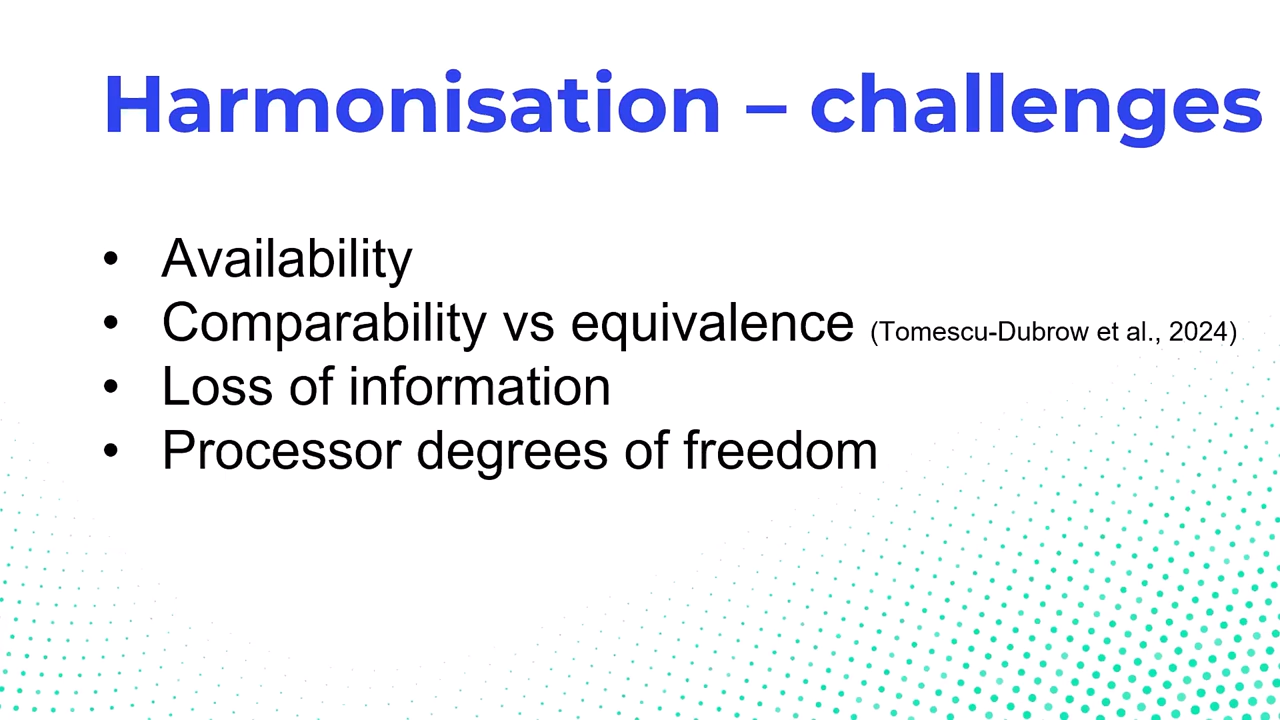 Harmonisation – challenges
• Availability
• Comparability vs equivalence (Tomescu-Dubrow et al., 2024)
• Loss of information
• Processor degrees of freedom